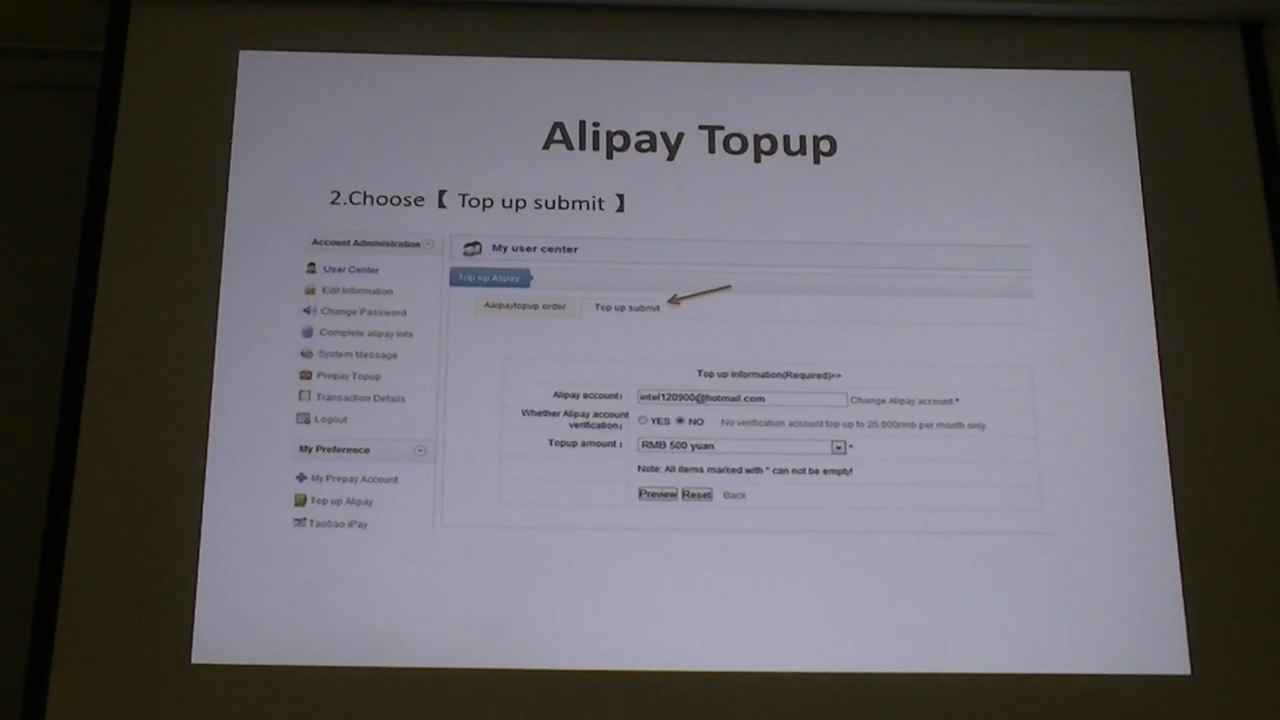 Alipay Topup
2.Choose【 Top up submit 】
Account Administration
User Center
Edit Information
Change Password
Complete alipay info
System Message
Prepay Topup
Transaction Details
Logout
My Preference
My Prepay Account
Top up Alipay
Taobao iPay
My user center
Top up Alipay
Aalpaytopup order
Top up submit
Top up information(Required)>>
Alipay account:
intel120900@hotmail.com
Change Alipay account *
Whether Alipay account
verification:
YES NO
No verification account top up to 20,000rmb per month only.
Topup amount :
RMB 500 yuan
*
Note: All items marked with * can not be empty!
Preview Reset Back